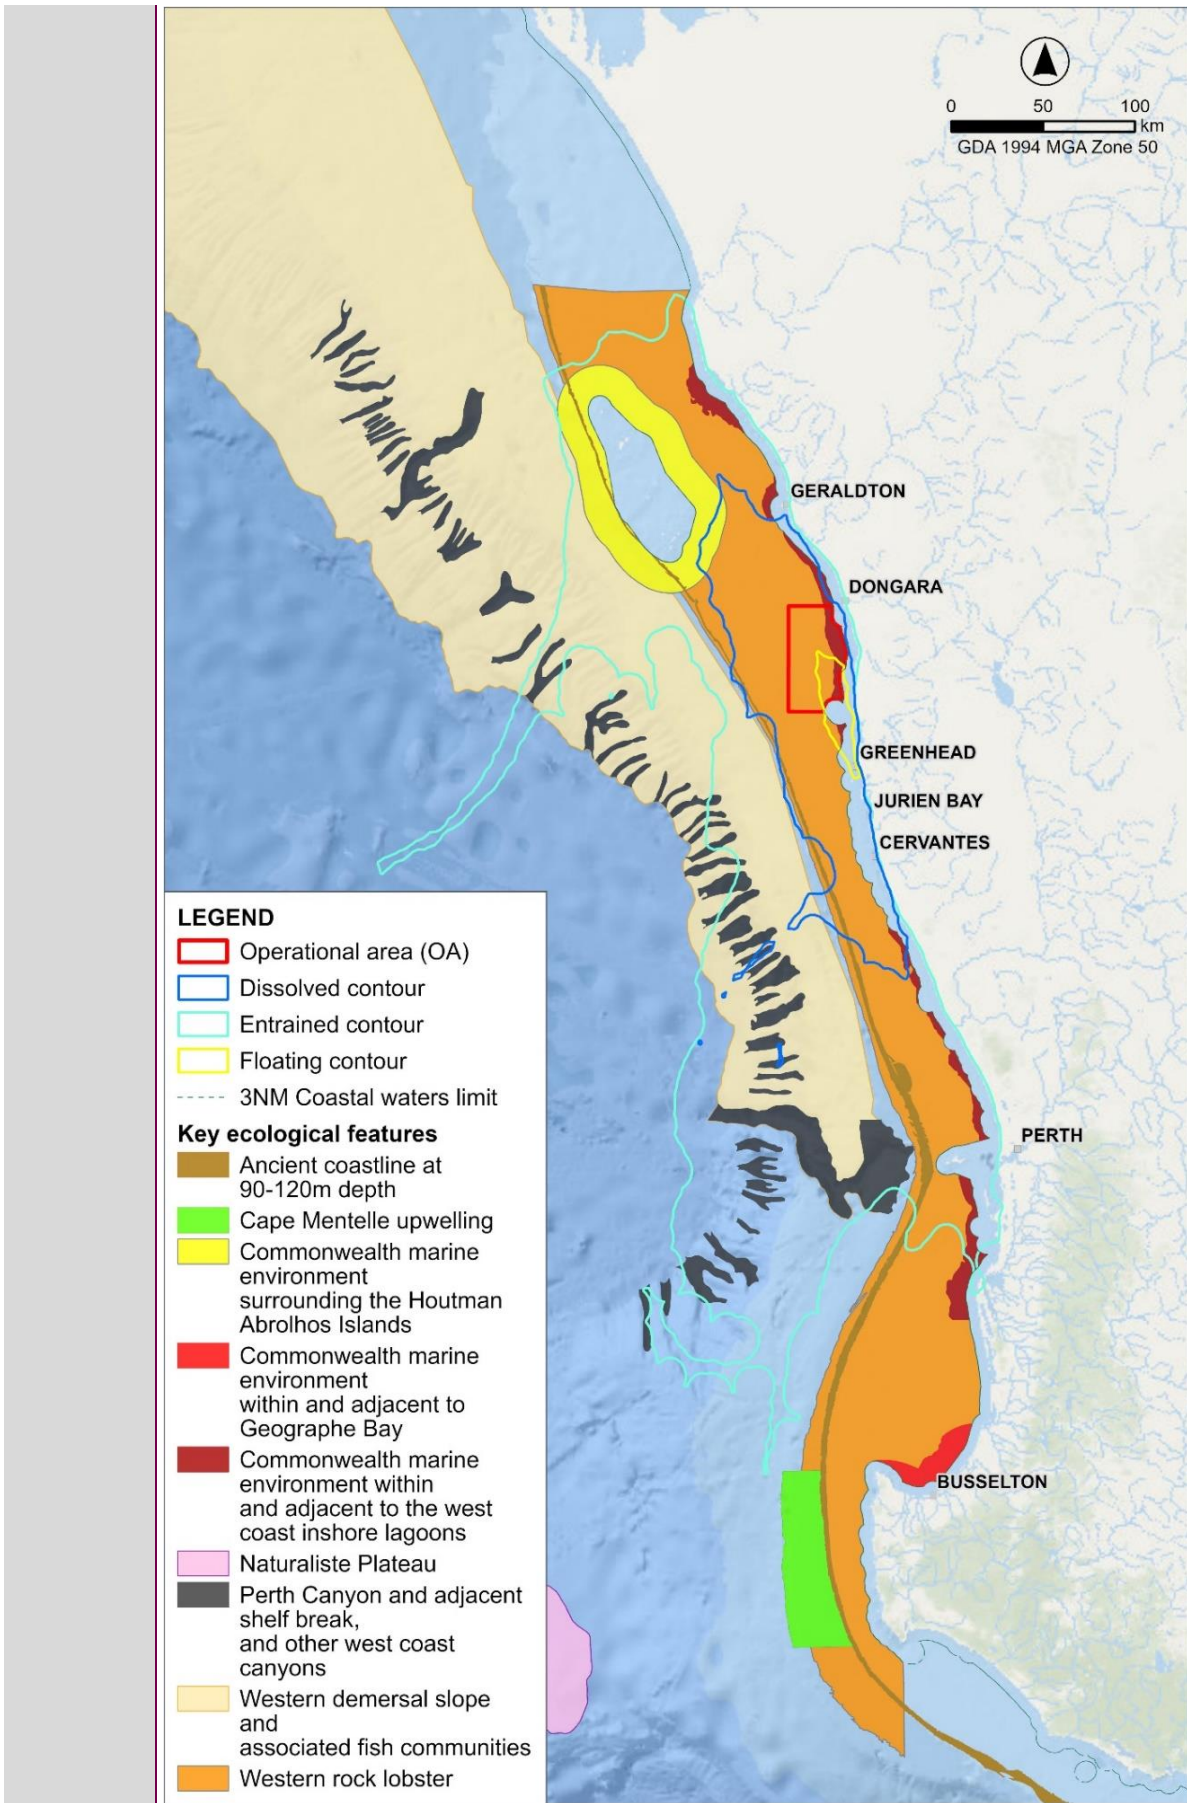 0 50 100
km
GDA 1994 MGA Zone 50
GERALDTON
DONGARA
GREENHEAD
JURIEN BAY
CERVANTES
PERTH
BUSSELTON
LEGEND
Operational area (OA)
Dissolved contour
Entrained contour
Floating contour
3NM Coastal waters limit
Key ecological features
Ancient coastline at
90-120m depth
Cape Mentelle upwelling
Commonwealth marine
environment
surrounding the Houtman
Abrolhos Islands
Commonwealth marine
environment
within and adjacent to
Geographe Bay
Commonwealth marine
environment within
and adjacent to the west
coast inshore lagoons
Naturaliste Plateau
Perth Canyon and adjacent
shelf break,
and other west coast
canyons
Western demersal slope
and
associated fish communities
Western rock lobster